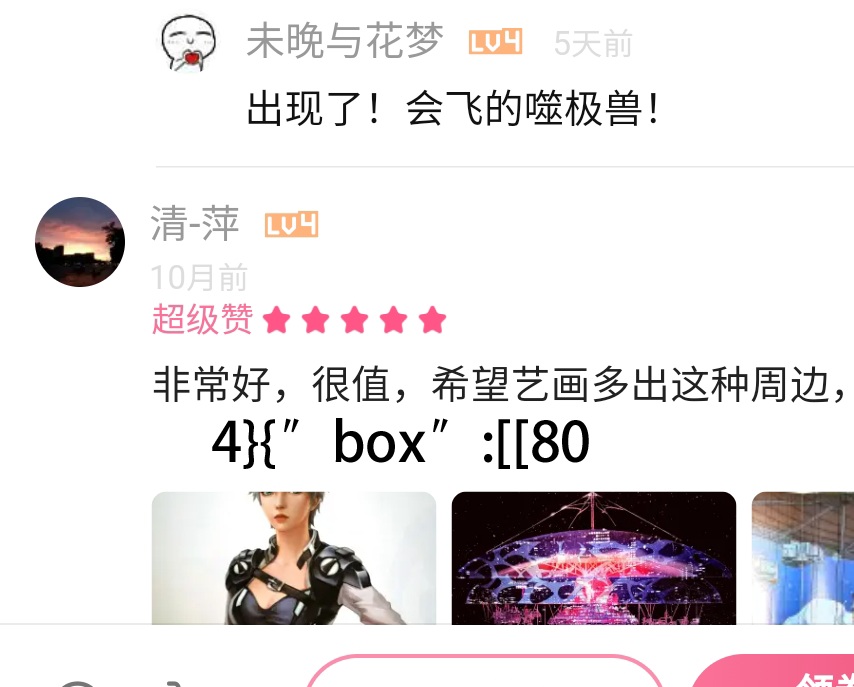 未晚与花梦 LV4 5天前
出现了！会飞的噬极兽！
清-萍 LV4
10月前
超级赞
非常好，很值，希望艺画多出这种周边，
4}{”box”:[[80